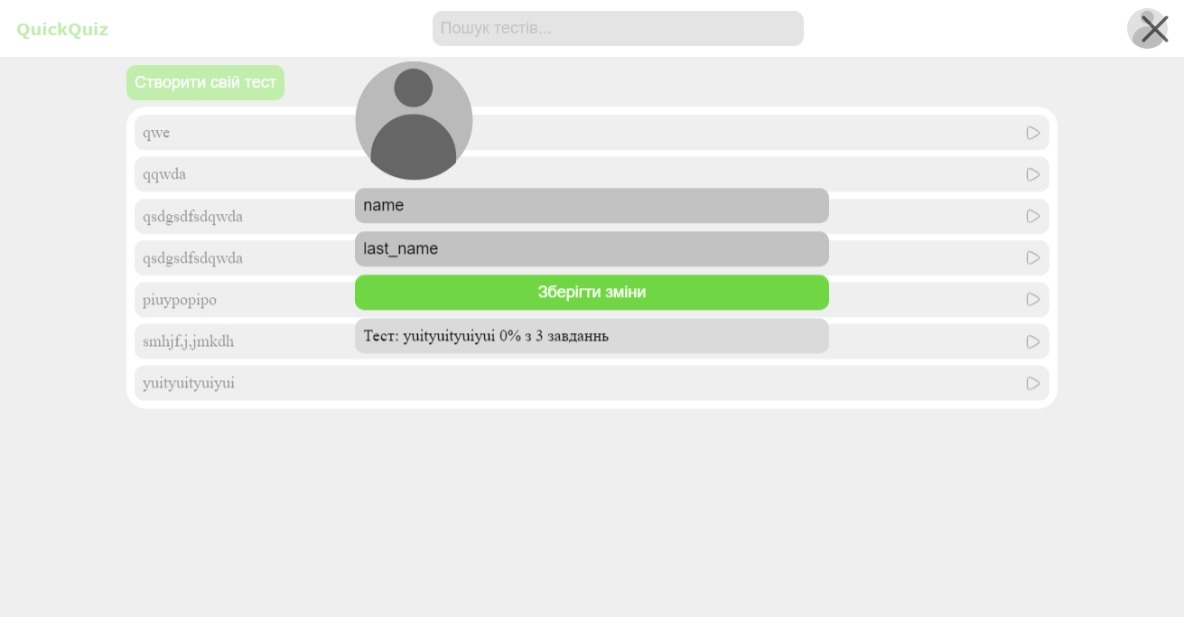 QuickQuiz
Пошук тестів...
Створити свій тест
qwe
qqwda
qsdgsdfsdqwda
qsdgsdfsdqwda
piuypopipo
smhjf.j,jmkdh
yuityuityuiyui
name
last_name
Зберігти зміни
Тест: yuityuityuiyui 0% з 3 завданнь